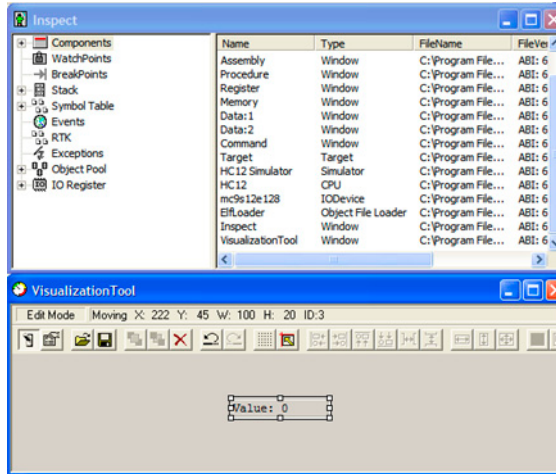 Inspect
Components
WatchPoints
BreakPoints
Stack
Symbol Table
Events
RTK
Exceptions
Object Pool
IO Register
Name Type FileName FileVe
Assembly Window C:\Program File... ABI: 6
Procedure Window C:\Program File... ABI: 6
Register Window C:\Program File... ABI: 6
Memory Window C:\Program File... ABI: 6
Data:1 Window C:\Program File... ABI: 6
Data:2 Window C:\Program File... ABI: 6
Command Window C:\Program File... ABI: 6
Target Target C:\Program File... ABI: 6
HC12 Simulator Simulator C:\Program File... ABI: 6
HC12 CPU C:\Program File... ABI: 6
mc9s12e128 IODevice C:\Program File... ABI: 6
ElfLoader Object File Loader C:\Program File... ABI: 6
Inspect Window C:\Program File... ABI: 6
VisualizationTool Window C:\Program File... ABI: 6
VisualizationTool
Edit Mode Moving X: 222 Y: 45 W: 100 H: 20 ID:3
Value: 0